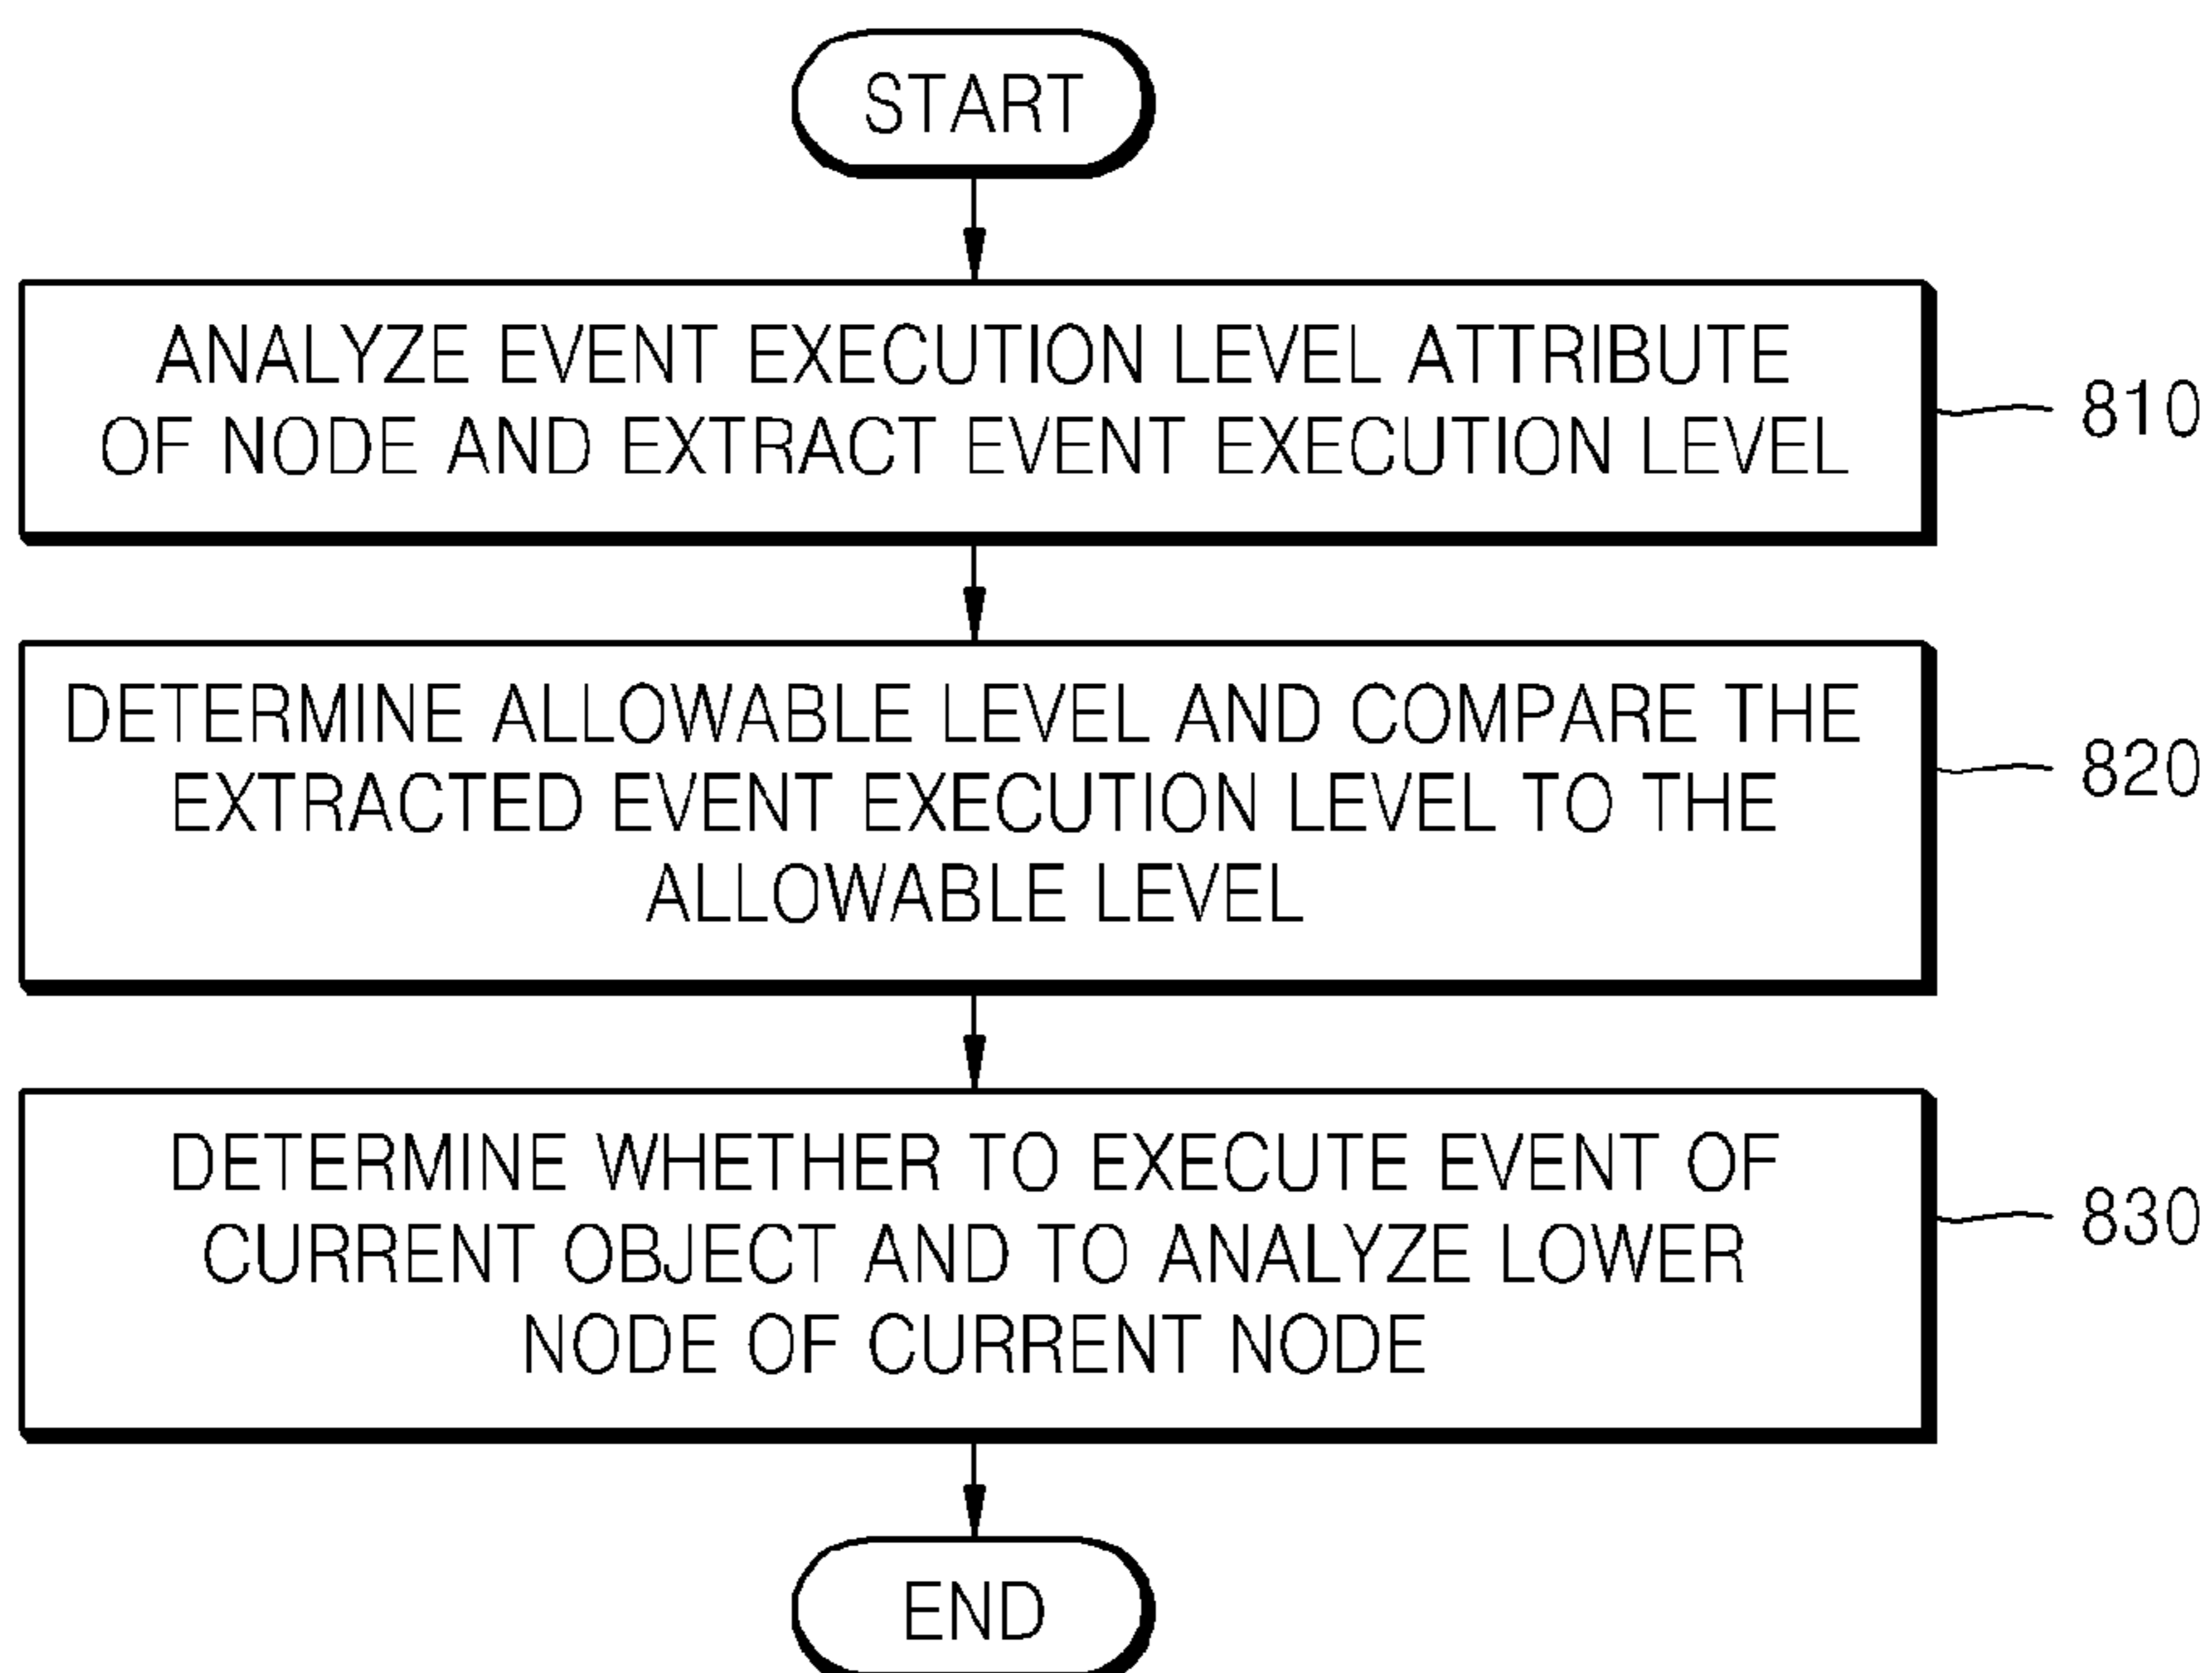 START
ANALYZE EVENT EXECUTION LEVEL ATTRIBUTE
OF NODE AND EXTRACT EVENT EXECUTION LEVEL
810
DETERMINE ALLOWABLE LEVEL AND COMPARE THE
EXTRACTED EVENT EXECUTION LEVEL TO THE
ALLOWABLE LEVEL
820
DETERMINE WHETHER TO EXECUTE EVENT OF
CURRENT OBJECT AND TO ANALYZE LOWER
NODE OF CURRENT NODE
830
END